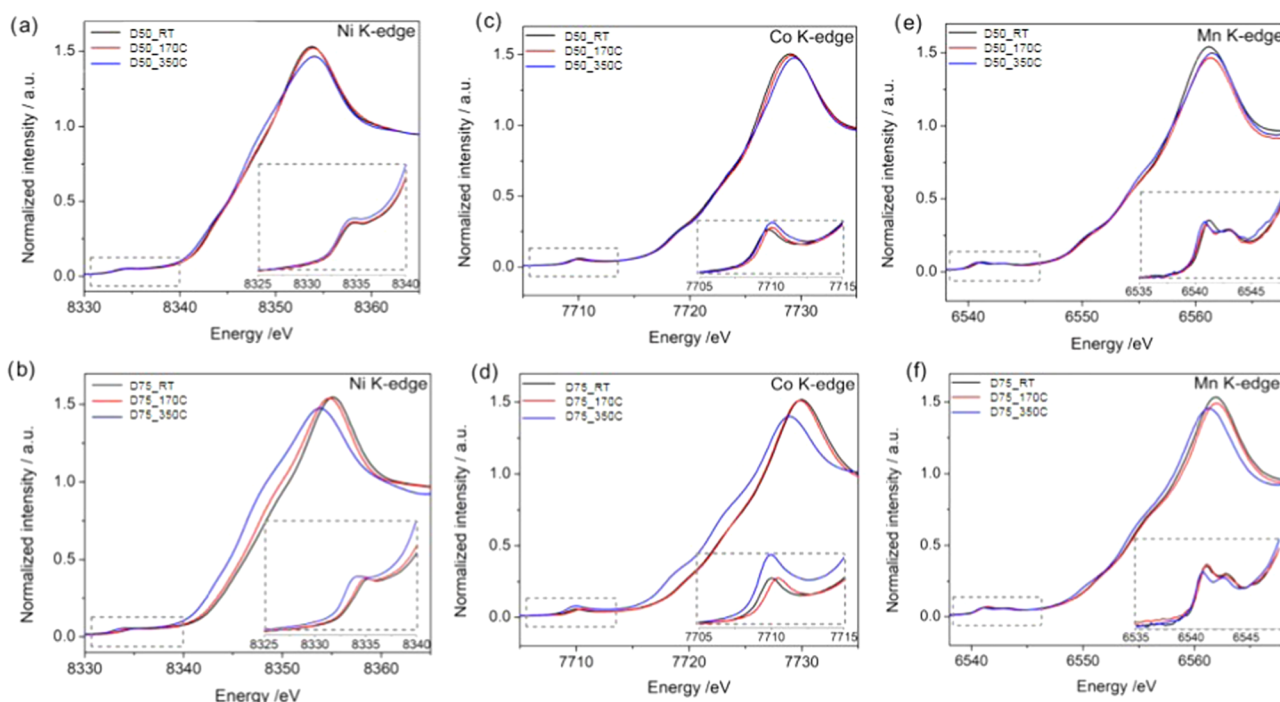 (a)
Ni K-edge
D50_RT
D50_170C
D50_350C
Normalized intensity / a.u.
1.5
1.0
0.5
0.0
8325 8330 8335 8340
8330 8340 8350 8360
Energy /eV
(c)
Co K-edge
D50_RT
D50_170C
D50_350C
Normalized intensity / a.u.
1.5
1.0
0.5
0.0
7705 7710 7715
7710 7720 7730
Energy /eV
(e)
Mn K-edge
D50_RT
D50_170C
D50_350C
Normalized intensity / a.u.
1.5
1.0
0.5
0.0
6535 6540 6545
6540 6550 6560
Energy /eV
(b)
Ni K-edge
D75_RT
D75_170C
D75_350C
Normalized intensity / a.u.
1.5
1.0
0.5
0.0
8325 8330 8335 8340
8330 8340 8350 8360
Energy /eV
(d)
Co K-edge
D75_RT
D75_170C
D75_350C
Normalized intensity / a.u.
1.5
1.0
0.5
0.0
7705 7710 7715
7710 7720 7730
Energy /eV
(f)
Mn K-edge
D75_RT
D75_170C
D75_350C
Normalized intensity / a.u.
1.5
1.0
0.5
0.0
6535 6540 6545
6540 6550 6560
Energy /eV